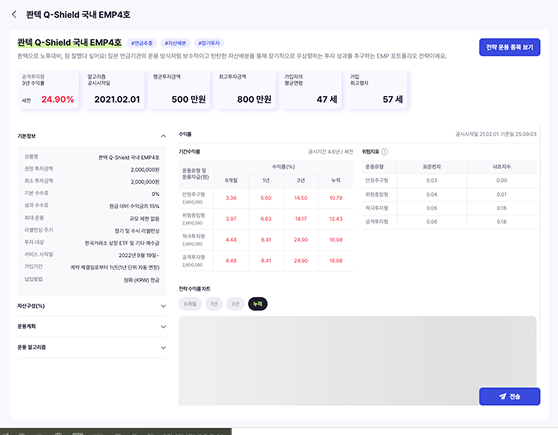 콴텍 Q-Shield 국내 EMP4호
콴텍 Q-Shield 국내 EMP4호 #연금추종 #자산배분 #장기투자
콴텍으로 노후대비, 참 잘했다 싶어요! 일본 연금기관의 운용 방식처럼 보수적이고 탄탄한 자산배분을 통해 장기적으로 우상향하는 투자 성과를 추구하는 EMP 포트폴리오 전략이에요.
전략 운용 종목 보기
공격투자형
3년 수익률
세전 24.90%
알고리즘
공시시작일
2021.02.01
평균투자금액
500 만원
최고투자금액
800 만원
가입자의
평균연령
47 세
가입
최고령자
57 세
기본정보
상품명 콴텍 Q-Shield 국내 EMP4호
권장 투자금액 2,000,000원
최소 투자금액 2,000,000원
기본 수수료 0%
성과 수수료 원금 대비 수익금의 15%
최대 운용 규모 제한 없음
리밸런싱 주기 정기 및 수시 리밸런싱
투자 대상 한국거래소 상장 ETF 및 기타 예수금
서비스 시작일 2022년 9월 19일~
가입기간 계약 체결일로부터 1년(1년 단위 자동 연장)
납입방법 원화 (KRW) 현금
자산구성(%)
운용계획
운용 알고리즘
수익률 공시시작일 21.02.01 기준일 25.09.03
기간수익률 공시기간 4.6년 / 세전
운용유형 및
운용자금(원)
수익률(%)
6개월 1년 3년 누적
안정추구형
2,600,000
3.36 5.60 14.50 10.79
위험중립형
2,600,000
3.97 6.83 18.17 12.43
적극투자형
2,600,000
4.48 8.41 24.90 16.98
공격투자형
2,600,000
4.48 8.41 24.90 16.98
위험지표
운용유형 표준편차 샤프지수
안정추구형 0.03 0.00
위험중립형 0.04 0.01
적극투자형 0.06 0.18
공격투자형 0.06 0.18
전략 수익률 차트
6개월 1년 3년 누적
전송